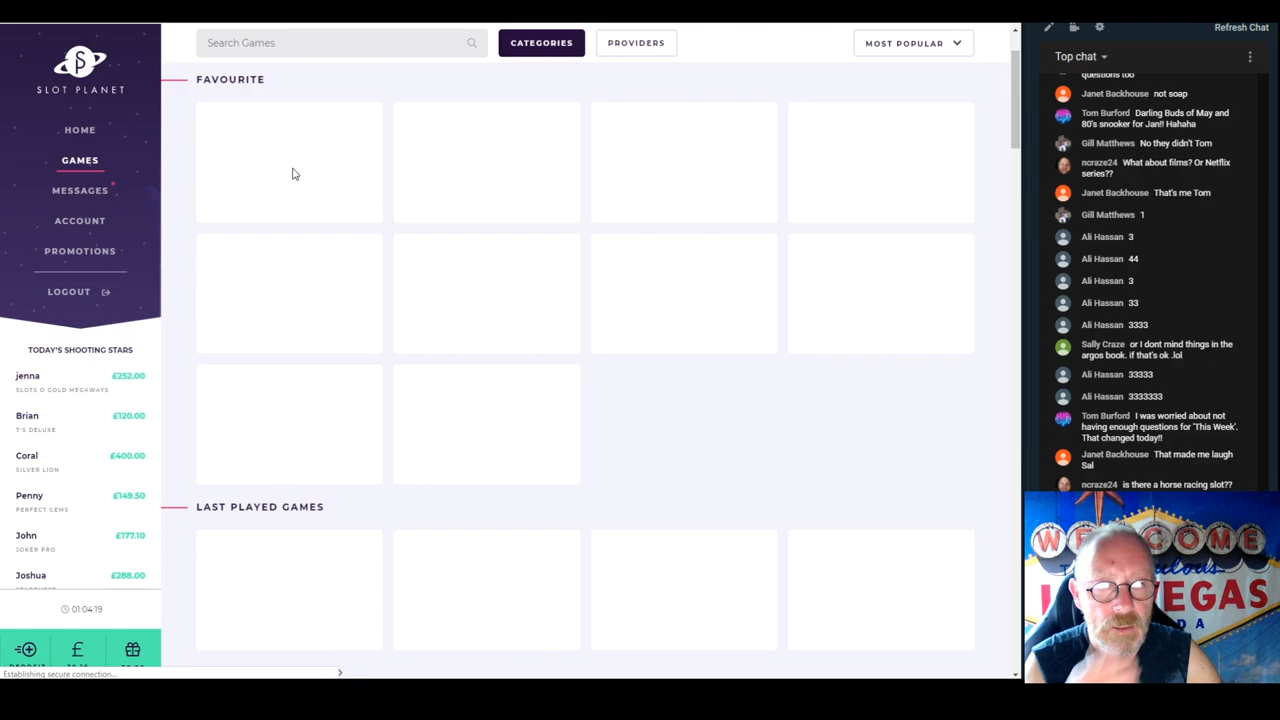 SLOT PLANET
HOME
GAMES
MESSAGES
ACCOUNT
PROMOTIONS
LOGOUT
TODAY'S SHOOTING STARS
jenna £252.00
SLOTS O GOLD MEGAWAYS
Brian £120.00
7'S DELUXE
Coral £400.00
SILVER LION
Penny £149.50
PERFECT GEMS
John £177.10
JOKER PRO
Joshua £288.00
01:04:19
Establishing secure connection...
Search Games
CATEGORIES
PROVIDERS
MOST POPULAR
FAVOURITE
LAST PLAYED GAMES
Refresh Chat
Top chat
questions too
Janet Backhouse not soap
Tom Burford Darling Buds of May and
80's snooker for Jan!! Hahaha
Gill Matthews No they didn't Tom
ncraze24 What about films? Or Netflix
series??
Janet Backhouse That's me Tom
Gill Matthews 1
Ali Hassan 3
Ali Hassan 44
Ali Hassan 3
Ali Hassan 33
Ali Hassan 3333
Sally Craze or I dont mind things in the
argos book. if that's ok .lol
Ali Hassan 33333
Ali Hassan 3333333
Tom Burford I was worried about not
having enough questions for 'This Week'.
That changed today!!
Janet Backhouse That made me laugh
Sal
ncraze24 is there a horse racing slot??
WELCOME
VEGAS